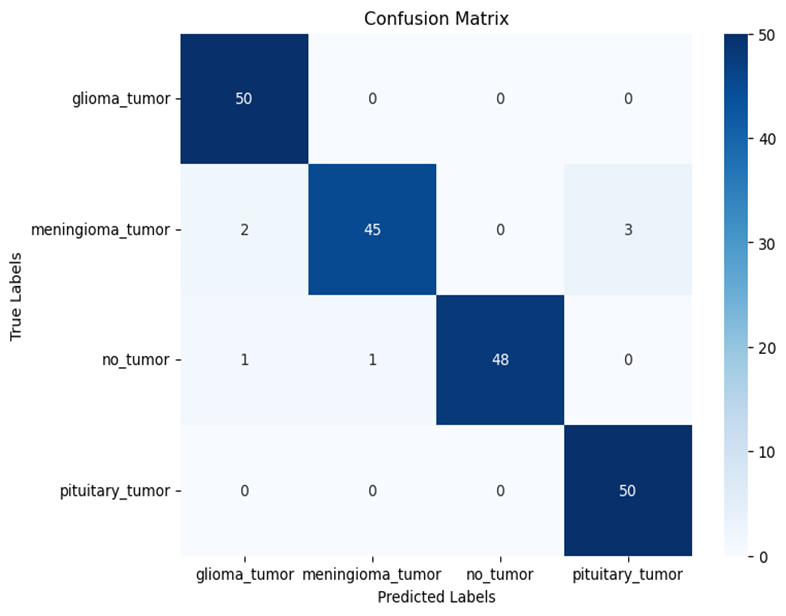 Confusion Matrix
glioma_tumor 50 0 0 0
meningioma_tumor 2 45 0 3
no_tumor 1 1 48 0
pituitary_tumor 0 0 0 50
glioma_tumor meningioma_tumor no_tumor pituitary_tumor
Predicted Labels
True Labels
50
40
30
20
10
0